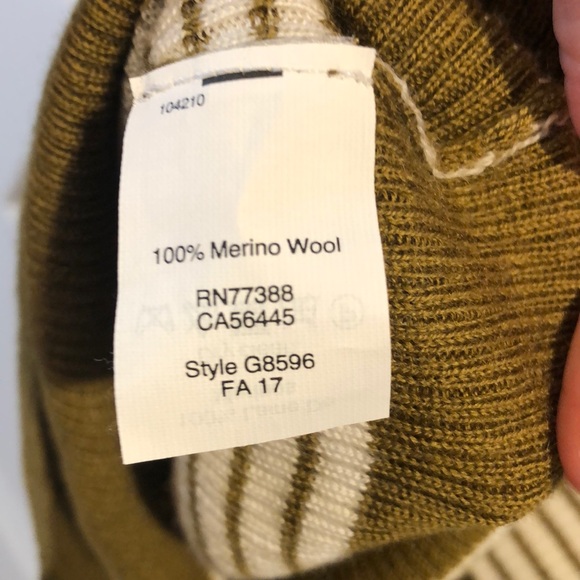 104210
100% Merino Wool
RN77388
CA56445
Style G8596
FA 17